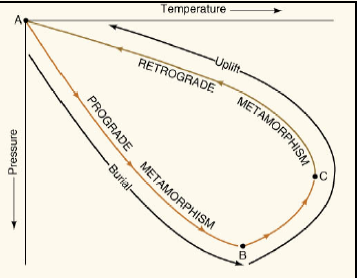 Temperature
A
Uplift
RETROGRADE
METAMORPHISM
PROGRADE
METAMORPHISM
Burial
Pressure
C
B